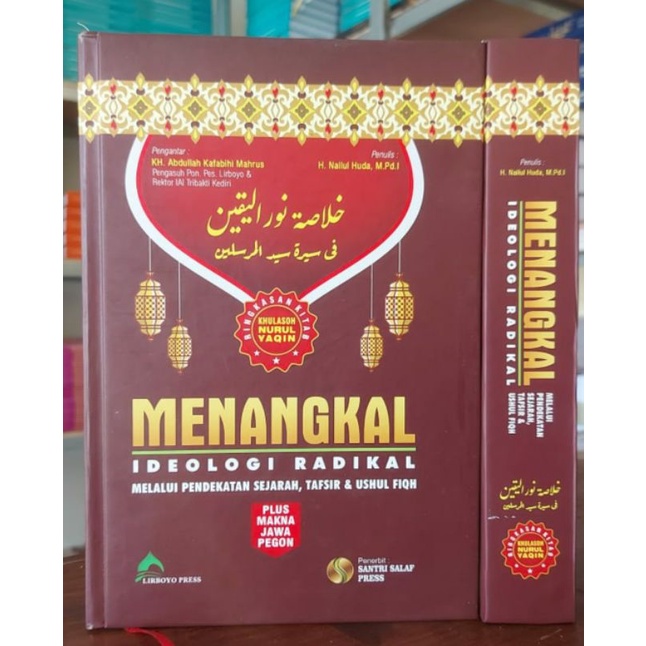 Pengantar :
KH. Abdullah Kafabihi Mahrus
Pengasuh Pon. Pes. Lirboyo &
Rektor IAI Tribakti Kediri
Penulis :
H. Nailul Huda, M.Pd.I
خلاصة نور اليقين
في سيرة سيد المرسلين
RINGKASAN KITAB
KHULASOH
NURUL
YAQIN
MENANGKAL
IDEOLOGI RADIKAL
MELALUI PENDEKATAN SEJARAH, TAFSIR & USHUL FIQH
PLUS
MAKNA
JAWA
PEGON
LIRBOYO PRESS
Penerbit :
SANTRI SALAF
PRESS
Penulis :
H. Nailul Huda, M.Pd.I
MENANGKAL
IDEOLOGI RADIKAL
MELALUI
PENDEKATAN
SEJARAH,
TAFSIR &
USHUL FIQH
خلاصة نور اليقين
في سيرة سيد المرسلين
RINGKASAN KITAB
KHULASOH
NURUL
YAQIN